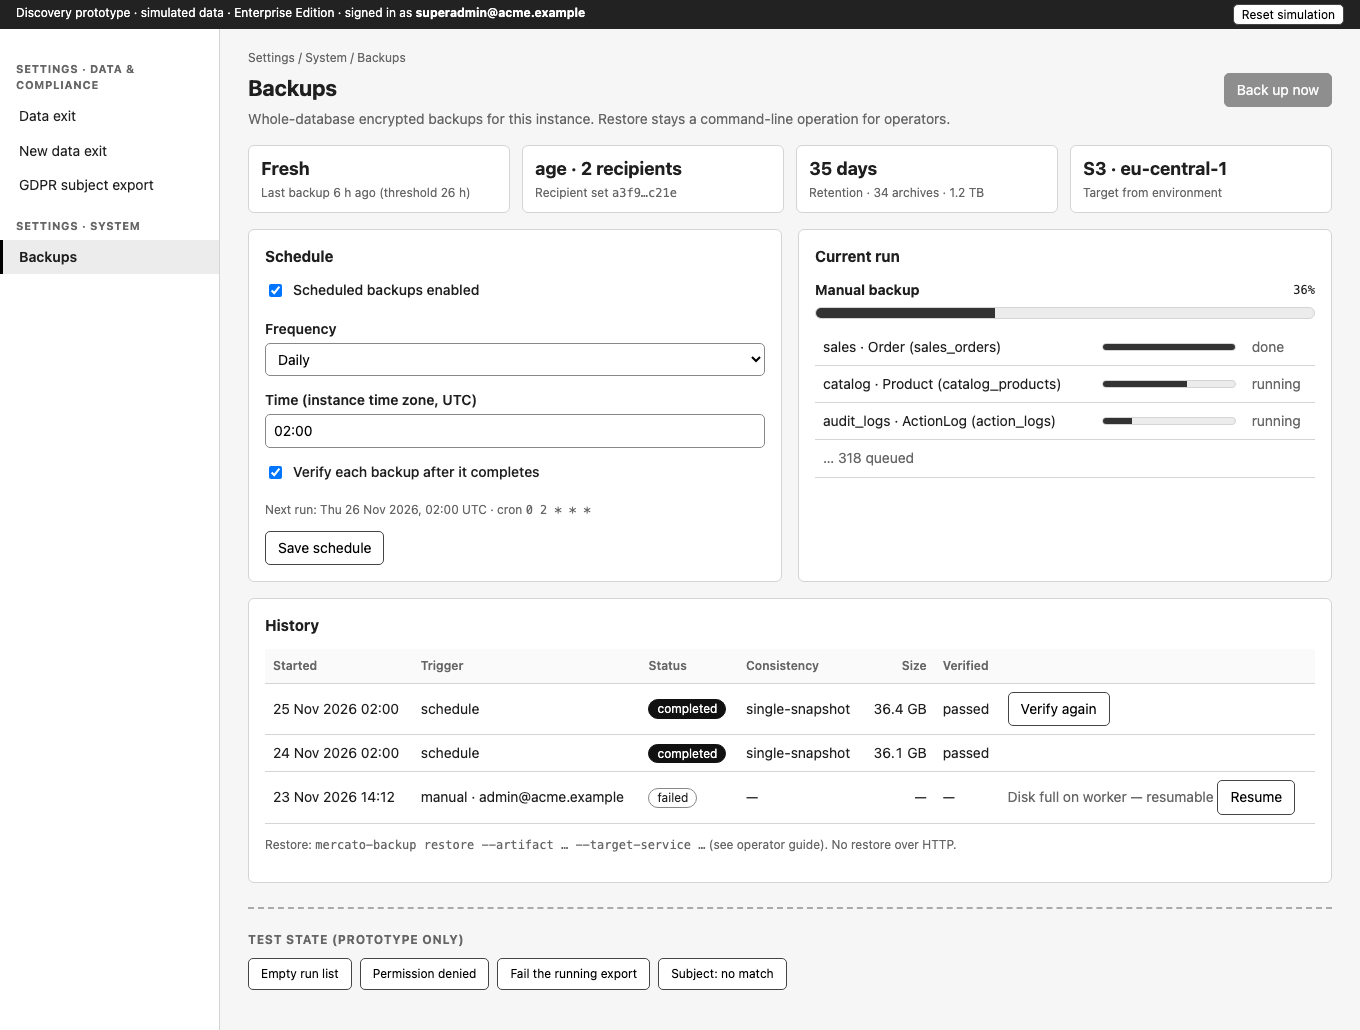 Discovery prototype · simulated data · Enterprise Edition · signed in as superadmin@acme.example
Reset simulation
SETTINGS · DATA &
COMPLIANCE
Data exit
New data exit
GDPR subject export
SETTINGS · SYSTEM
Backups
Settings / System / Backups
Backups
Back up now
Whole-database encrypted backups for this instance. Restore stays a command-line operation for operators.
Fresh
Last backup 6 h ago (threshold 26 h)
age · 2 recipients
Recipient set a3f9…c21e
35 days
Retention · 34 archives · 1.2 TB
S3 · eu-central-1
Target from environment
Schedule
Scheduled backups enabled
Frequency
Daily
Time (instance time zone, UTC)
02:00
Verify each backup after it completes
Next run: Thu 26 Nov 2026, 02:00 UTC · cron 0 2 * * *
Save schedule
Current run
Manual backup 36%
sales · Order (sales_orders) done
catalog · Product (catalog_products) running
audit_logs · ActionLog (action_logs) running
… 318 queued
History
Started Trigger Status Consistency Size Verified
25 Nov 2026 02:00 schedule completed single-snapshot 36.4 GB passed Verify again
24 Nov 2026 02:00 schedule completed single-snapshot 36.1 GB passed
23 Nov 2026 14:12 manual · admin@acme.example failed — — — Disk full on worker — resumable Resume
Restore: mercato-backup restore --artifact … --target-service … (see operator guide). No restore over HTTP.
TEST STATE (PROTOTYPE ONLY)
Empty run list
Permission denied
Fail the running export
Subject: no match